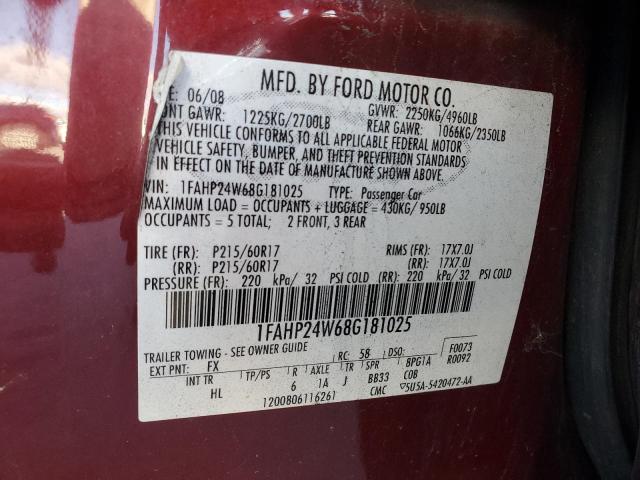 MFD. BY FORD MOTOR CO.
06/08 GVWR: 2250KG/4960LB
NT GAWR: 1225KG/2700LB REAR GAWR: 1066KG/2350LB
THIS VEHICLE CONFORMS TO ALL APPLICABLE FEDERAL MOTOR
VEHICLE SAFETY, BUMPER, AND THEFT PREVENTION STANDARDS
IN EFFECT ON THE DATE OF MANUFACTURE SHOWN ABOVE.
VIN: 1FAHP24W68G181025 TYPE: Passenger Car
MAXIMUM LOAD = OCCUPANTS + LUGGAGE = 430KG/950LB
OCCUPANTS: 5 TOTAL; 2 FRONT, 3 REAR
TIRE (FR): P215/60R17 RIMS (FR): 17X7.0J
(RR): P215/60R17 (RR): 17X7.0J
PRESSURE (FR): 220 kPa/ 32 PSI COLD (RR): 220 kPa/ 32 PSI COLD
1FAHP24W68G181025
TRAILER TOWING - SEE OWNER GUIDE F0073
EXT PNT: FX RC: 58 DSO: R0092
INT TR TP/PS R AXLE TR SPR BPG1A
HL 6 1A J BB33 COB
1200806116261 CMC 5U5A-5420472-AA